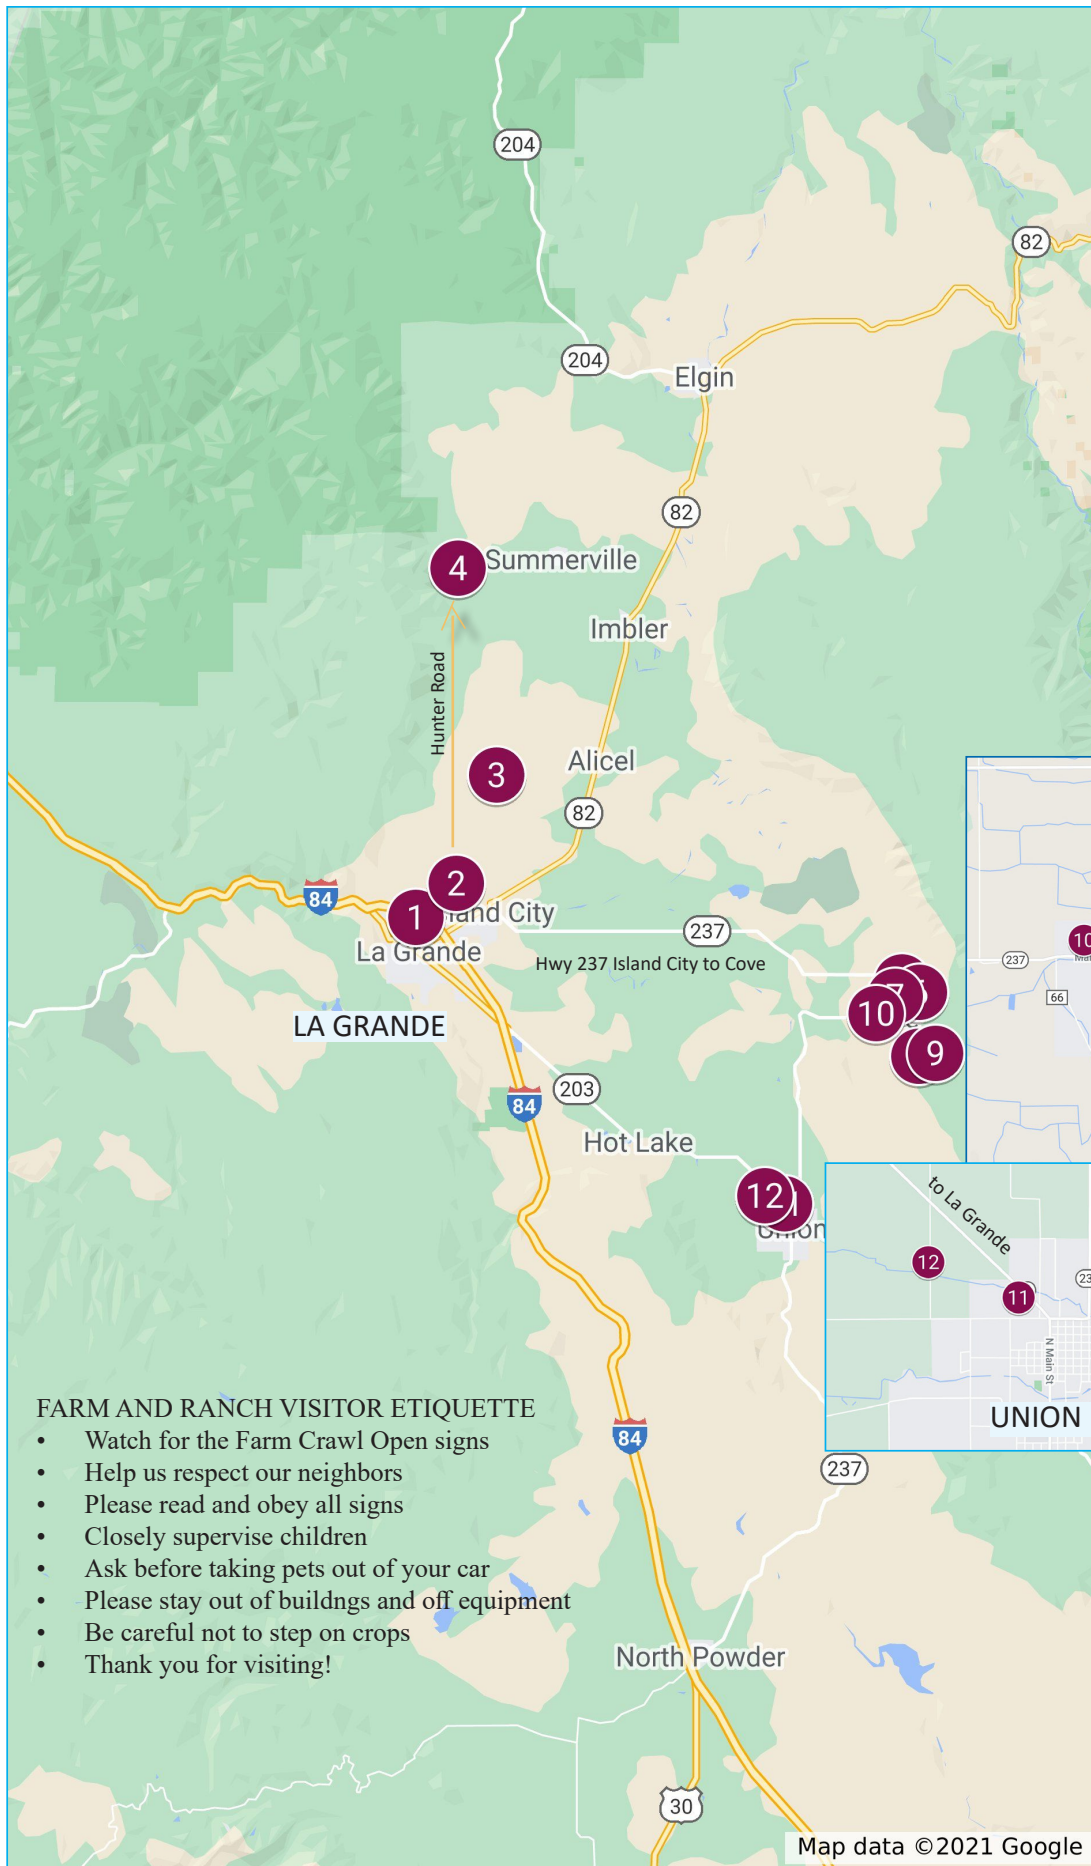 204
82
204
Elgin
82
4
Summerville
Imbler
Hunter Road
3
Alicel
82
84
2
1
Island City
La Grande
237
Hwy 237 Island City to Cove
LA GRANDE
7
10
9
203
84
Hot Lake
12
Union
10
237
66
to La Grande
12
11
N Main St
UNION
FARM AND RANCH VISITOR ETIQUETTE
• Watch for the Farm Crawl Open signs
• Help us respect our neighbors
• Please read and obey all signs
• Closely supervise children
• Ask before taking pets out of your car
• Please stay out of buildngs and off equipment
• Be careful not to step on crops
• Thank you for visiting!
84
237
North Powder
30
Map data ©2021 Google